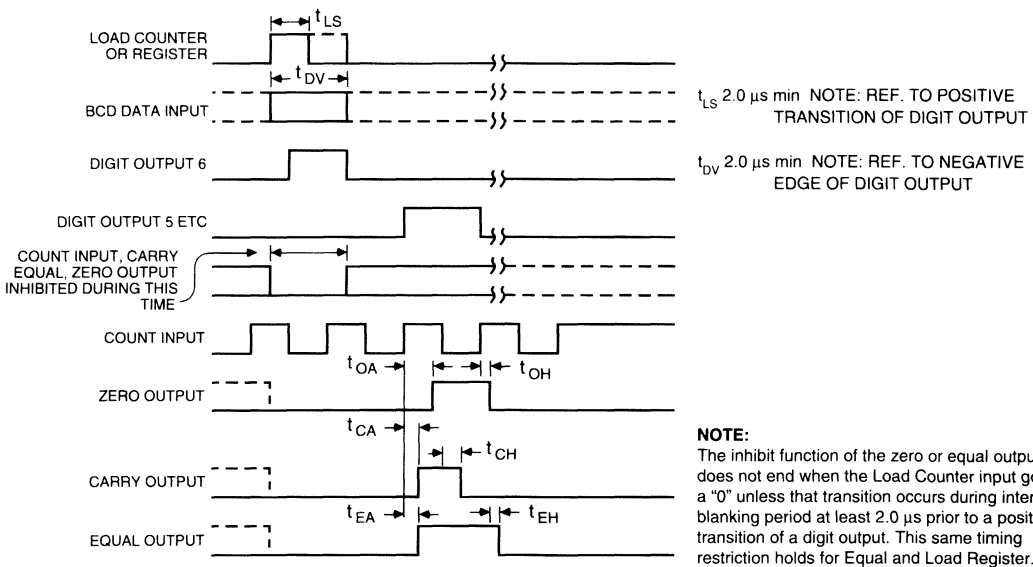 t_LS
LOAD COUNTER
OR REGISTER
t_DV
BCD DATA INPUT
t_LS 2.0 µs min NOTE: REF. TO POSITIVE
TRANSITION OF DIGIT OUTPUT
DIGIT OUTPUT 6
t_DV 2.0 µs min NOTE: REF. TO NEGATIVE
EDGE OF DIGIT OUTPUT
DIGIT OUTPUT 5 ETC
COUNT INPUT, CARRY
EQUAL, ZERO OUTPUT
INHIBITED DURING THIS
TIME
COUNT INPUT
t_OA
t_OH
ZERO OUTPUT
t_CA
t_CH
CARRY OUTPUT
t_EA
t_EH
EQUAL OUTPUT
NOTE:
The inhibit function of the zero or equal outpu
does not end when the Load Counter input g
a “0” unless that transition occurs during inter
blanking period at least 2.0 µs prior to a posit
transition of a digit output. This same timing
restriction holds for Equal and Load Register.